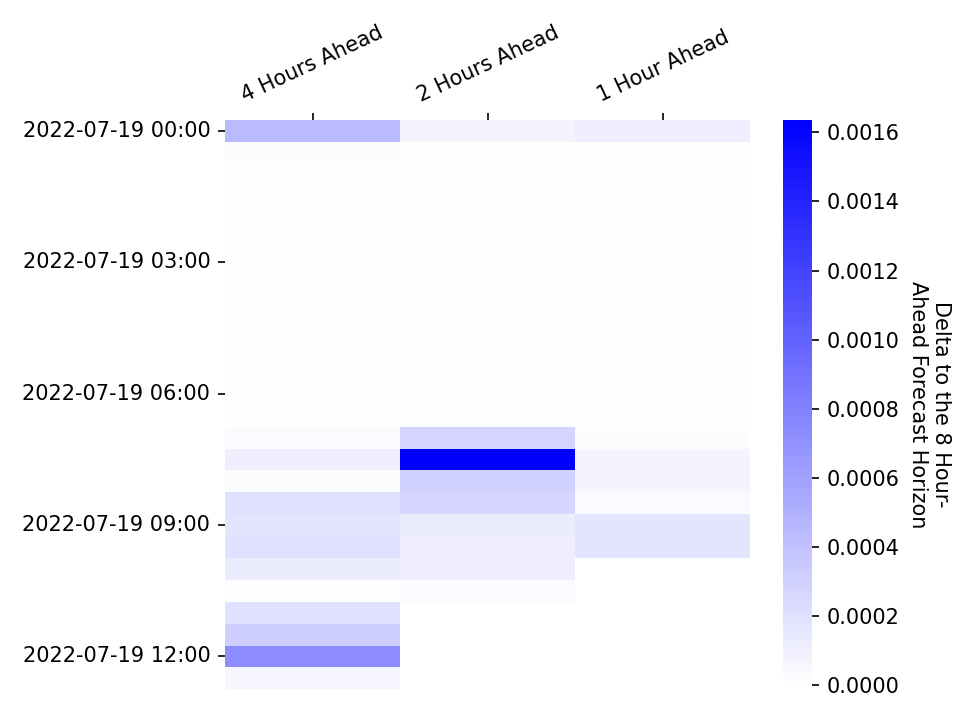 4 Hours Ahead
2 Hours Ahead
1 Hour Ahead
2022-07-19 00:00
2022-07-19 03:00
2022-07-19 06:00
2022-07-19 09:00
2022-07-19 12:00
0.0016
0.0014
0.0012
0.0010
0.0008
0.0006
0.0004
0.0002
0.0000
Delta to the 8 Hour-
Ahead Forecast Horizon